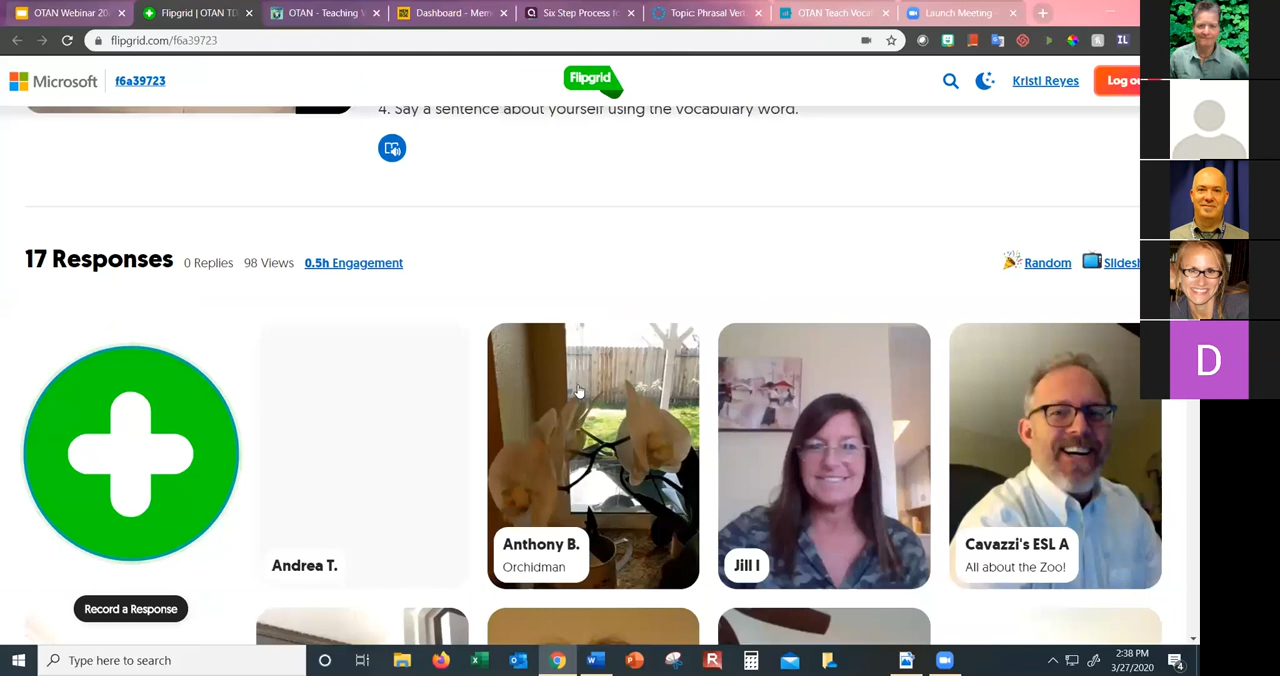 OTAN Webinar 20
Flipgrid | OTAN TD
OTAN - Teaching V
Dashboard - Mem
Six Step Process fo
Topic: Phrasal Ver
OTAN Teach Voca
Launch Meeting
flipgrid.com/f6a39723
IL
Microsoft
f6a39723
Flipgrid
Kristi Reyes
Log o
4. Say a sentence about yourself using the vocabulary word.
17 Responses
0 Replies
98 Views
0.5h Engagement
Random
Slidesh
D
Anthony B.
Orchidman
Cavazzi's ESL A
All about the Zoo!
Andrea T.
Jill I
Record a Response
Type here to search
2:38 PM
3/27/2020
4